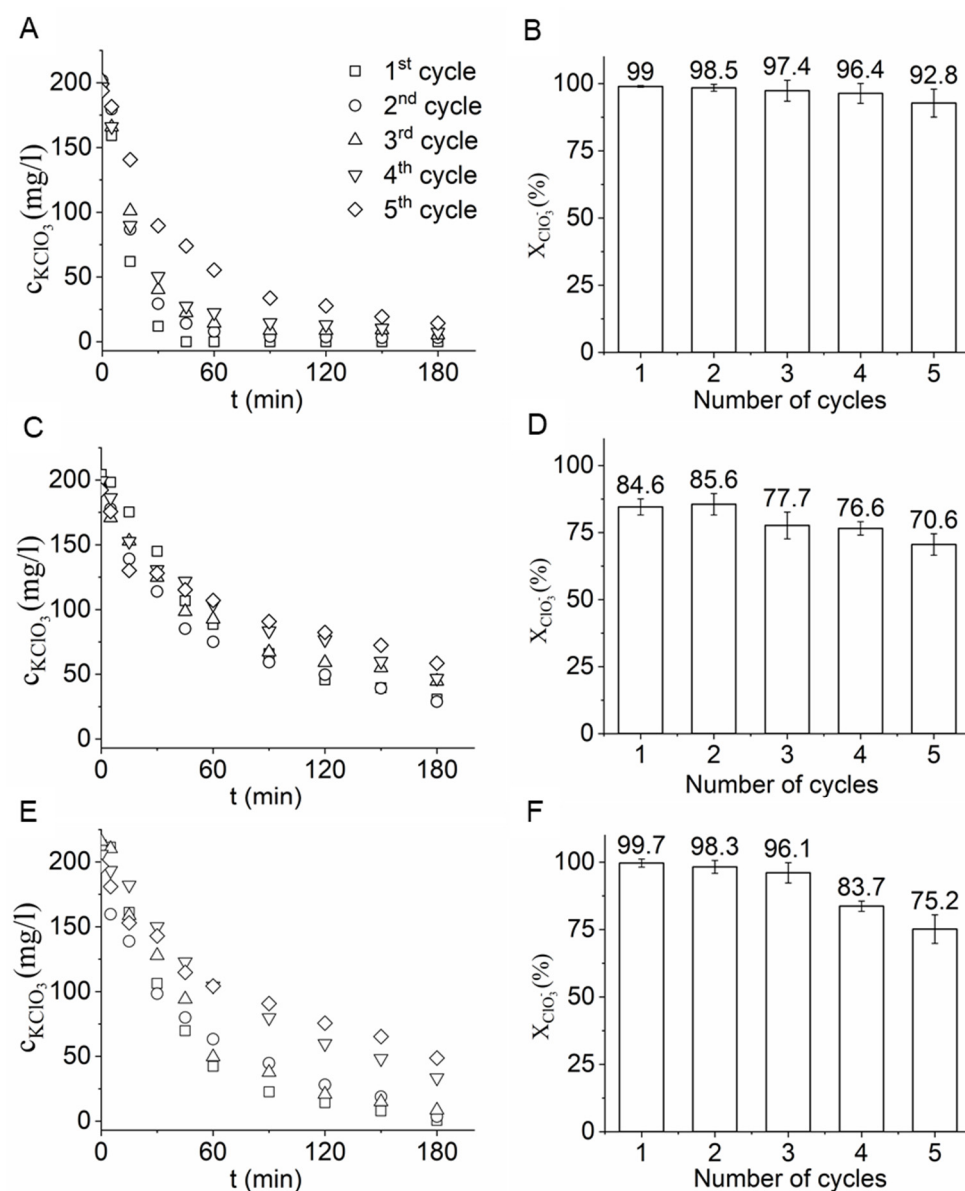 A
c_KClO₃ (mg/l)
200
150
100
50
0
0 60 120 180
t (min)
1st cycle
2nd cycle
3rd cycle
4th cycle
5th cycle
B
X_ClO₃⁻ (%)
100
75
50
25
0
99 98.5 97.4 96.4 92.8
1 2 3 4 5
Number of cycles
C
c_KClO₃ (mg/l)
200
150
100
50
0
0 60 120 180
t (min)
D
X_ClO₃⁻ (%)
100
75
50
25
0
84.6 85.6 77.7 76.6 70.6
1 2 3 4 5
Number of cycles
E
c_KClO₃ (mg/l)
200
150
100
50
0
0 60 120 180
t (min)
F
X_ClO₃⁻ (%)
100
75
50
25
0
99.7 98.3 96.1 83.7 75.2
1 2 3 4 5
Number of cycles